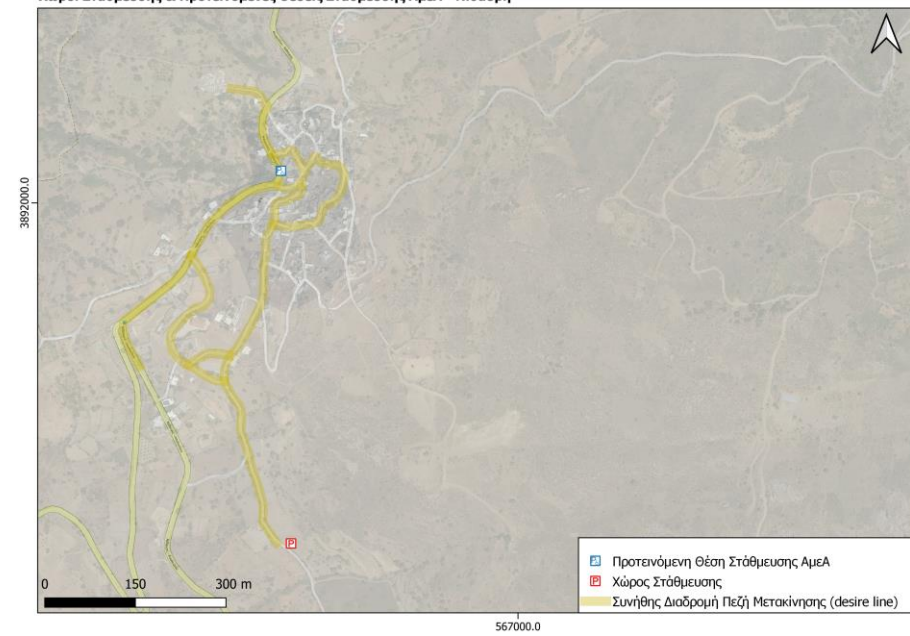 3892000.0
0 150 300 m
Προτεινόμενη Θέση Στάθμευσης ΑμεΑ
P Χώρος Στάθμευσης
Συνήθης Διαδρομή Πεζή Μετακίνησης (desire line)
567000.0